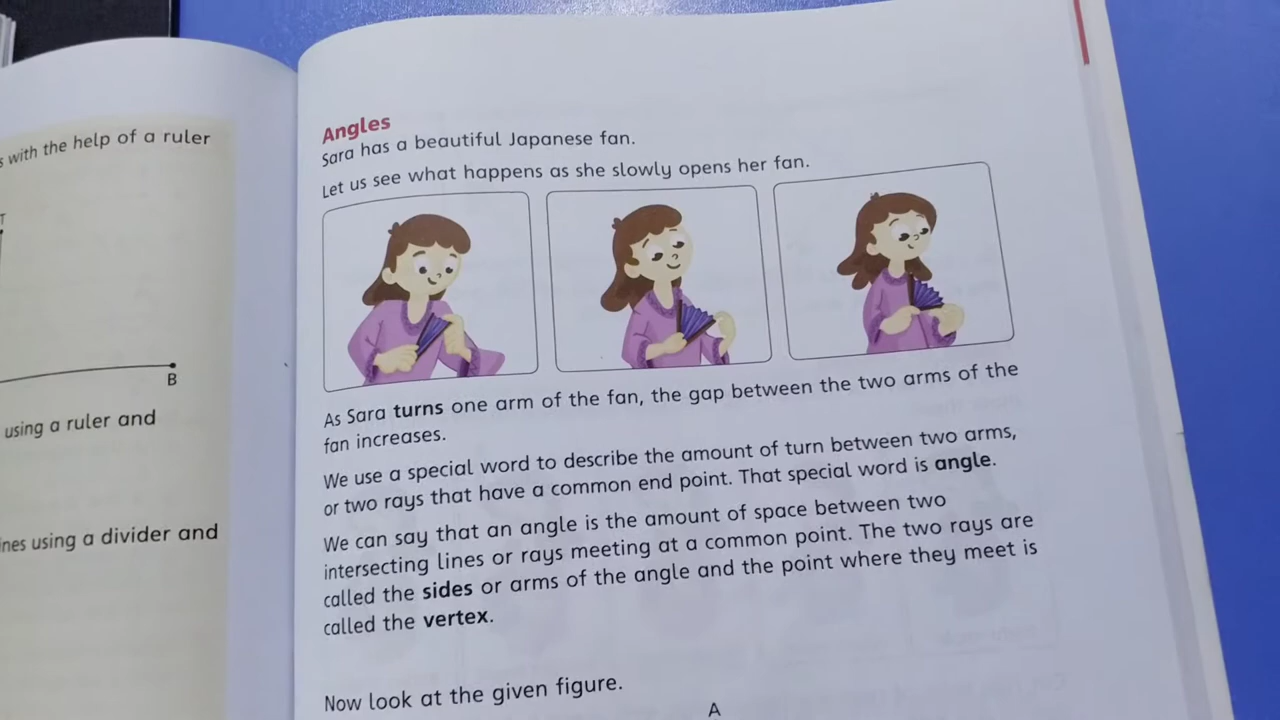 with the help of a ruler
T
B
using a ruler and
using a divider and
Angles
Sara has a beautiful Japanese fan.
Let us see what happens as she slowly opens her fan.
As Sara turns one arm of the fan, the gap between the two arms of the
fan increases.
We use a special word to describe the amount of turn between two arms,
or two rays that have a common end point. That special word is angle.
We can say that an angle is the amount of space between two
intersecting lines or rays meeting at a common point. The two rays are
called the sides or arms of the angle and the point where they meet is
called the vertex.
Now look at the given figure.
A